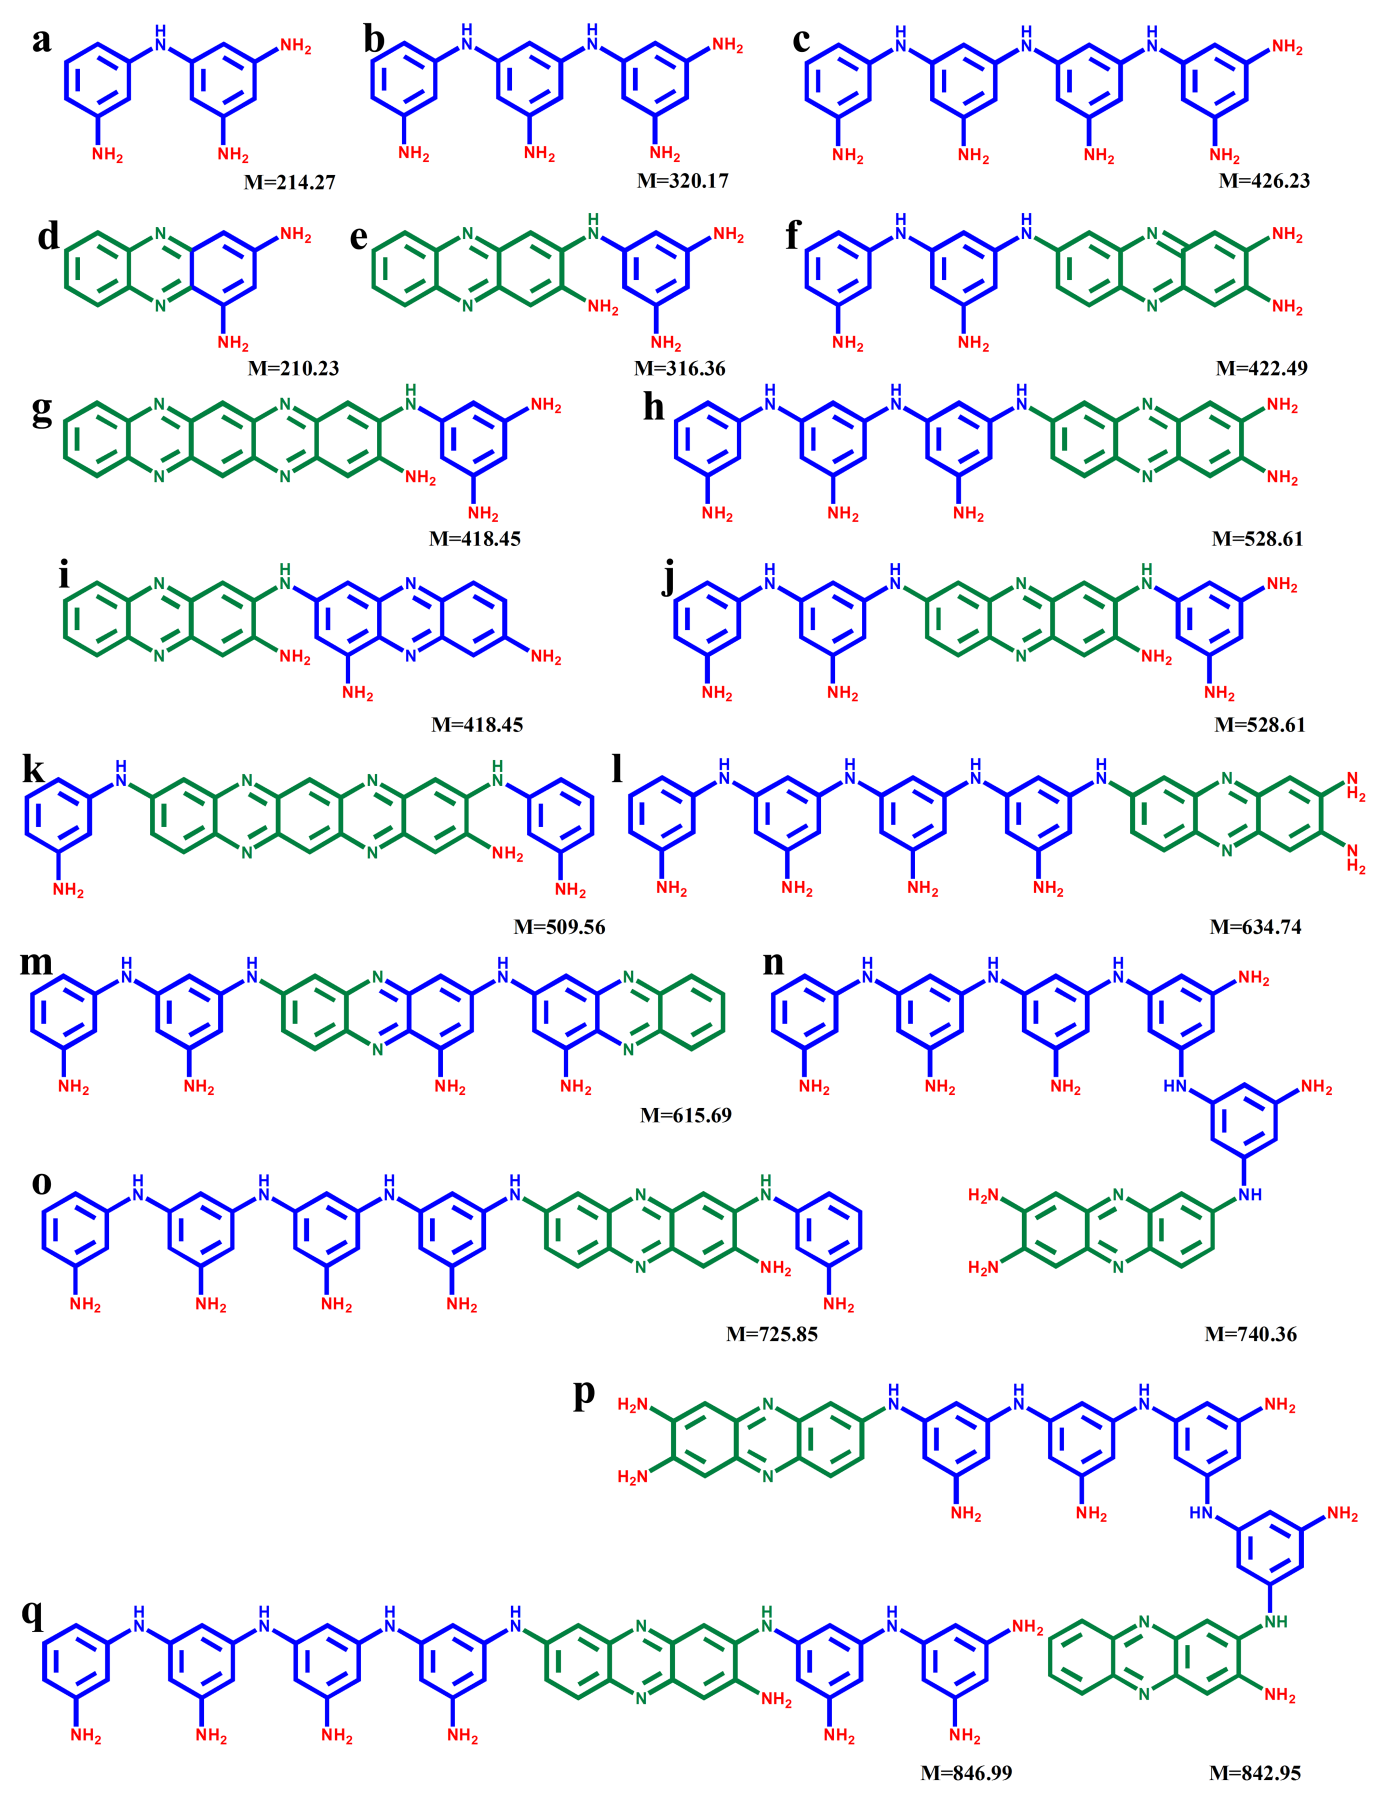 a
H
N NH₂
NH₂ NH₂
M=214.27
b
H H
N N NH₂
NH₂ NH₂ NH₂
M=320.17
c
H H H
N N N NH₂
NH₂ NH₂ NH₂ NH₂
M=426.23
d
N NH₂
N
NH₂
M=210.23
e
H
N N NH₂
N NH₂
NH₂
M=316.36
f
H H
N N N NH₂
N NH₂
NH₂ NH₂
M=422.49
g
H
N N N NH₂
N N NH₂
NH₂
M=418.45
h
H H H
N N N N NH₂
N NH₂
NH₂ NH₂ NH₂
M=528.61
i
H
N N N
N NH₂ N NH₂
NH₂
M=418.45
j
H H H
N N N N NH₂
N NH₂
NH₂ NH₂ NH₂
M=528.61
k
H H
N N N N
N N NH₂
NH₂ NH₂
M=509.56
l
H H H H
N N N N N N
H₂
N N
H₂
NH₂ NH₂ NH₂ NH₂
M=634.74
m
H H H
N N N N N
N N
NH₂ NH₂ NH₂ NH₂
M=615.69
n
H H H
N N N NH₂
NH₂ NH₂ NH₂ HN NH₂
H₂N N NH
H₂N N
M=740.36
o
H H H H H
N N N N N N
N NH₂
NH₂ NH₂ NH₂ NH₂ NH₂
M=725.85
p
H H H
H₂N N N N N NH₂
H₂N N
NH₂ NH₂ HN NH₂
N NH
N NH₂
M=842.95
q
H H H H H H
N N N N N N N NH₂
N NH₂
NH₂ NH₂ NH₂ NH₂ NH₂ NH₂
M=846.99